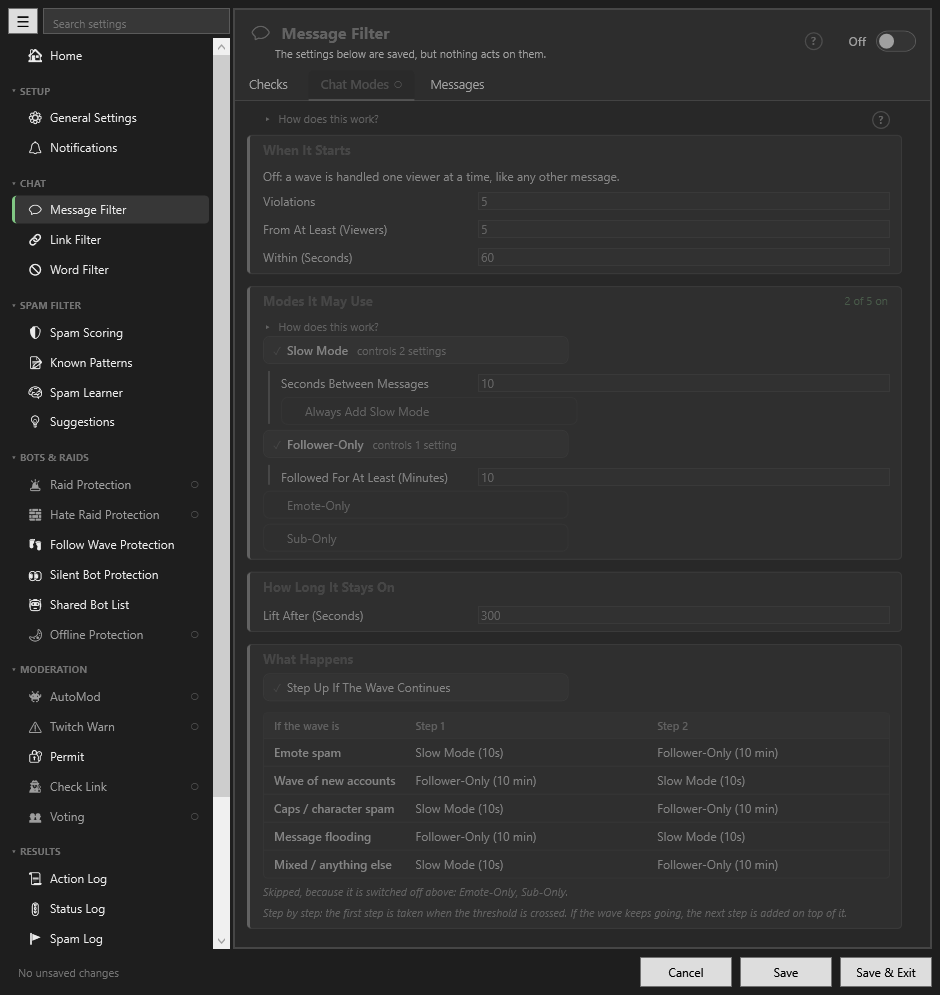 Search settings
Home
SETUP
General Settings
Notifications
CHAT
Message Filter
Link Filter
Word Filter
SPAM FILTER
Spam Scoring
Known Patterns
Spam Learner
Suggestions
BOTS & RAIDS
Raid Protection
Hate Raid Protection
Follow Wave Protection
Silent Bot Protection
Shared Bot List
Offline Protection
MODERATION
AutoMod
Twitch Warn
Permit
Check Link
Voting
RESULTS
Action Log
Status Log
Spam Log
Message Filter
The settings below are saved, but nothing acts on them.
? Off
Checks Chat Modes Messages
How does this work? ?
When It Starts
Off: a wave is handled one viewer at a time, like any other message.
Violations 5
From At Least (Viewers) 5
Within (Seconds) 60
Modes It May Use 2 of 5 on
How does this work?
✓ Slow Mode controls 2 settings
Seconds Between Messages 10
Always Add Slow Mode
✓ Follower-Only controls 1 setting
Followed For At Least (Minutes) 10
Emote-Only
Sub-Only
How Long It Stays On
Lift After (Seconds) 300
What Happens
✓ Step Up If The Wave Continues
If the wave is Step 1 Step 2
Emote spam Slow Mode (10s) Follower-Only (10 min)
Wave of new accounts Follower-Only (10 min) Slow Mode (10s)
Caps / character spam Slow Mode (10s) Follower-Only (10 min)
Message flooding Follower-Only (10 min) Slow Mode (10s)
Mixed / anything else Slow Mode (10s) Follower-Only (10 min)
Skipped, because it is switched off above: Emote-Only, Sub-Only.
Step by step: the first step is taken when the threshold is crossed. If the wave keeps going, the next step is added on top of it.
No unsaved changes
Cancel Save Save & Exit